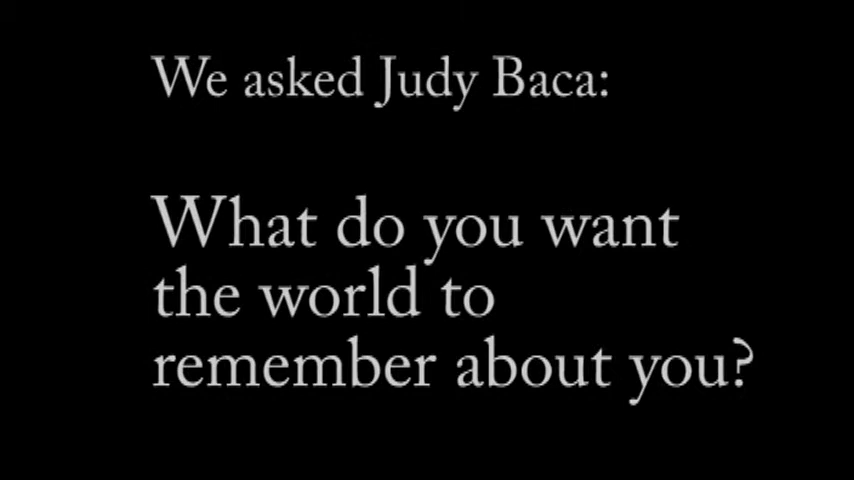 We asked Judy Baca:
What do you want
the world to
remember about you?